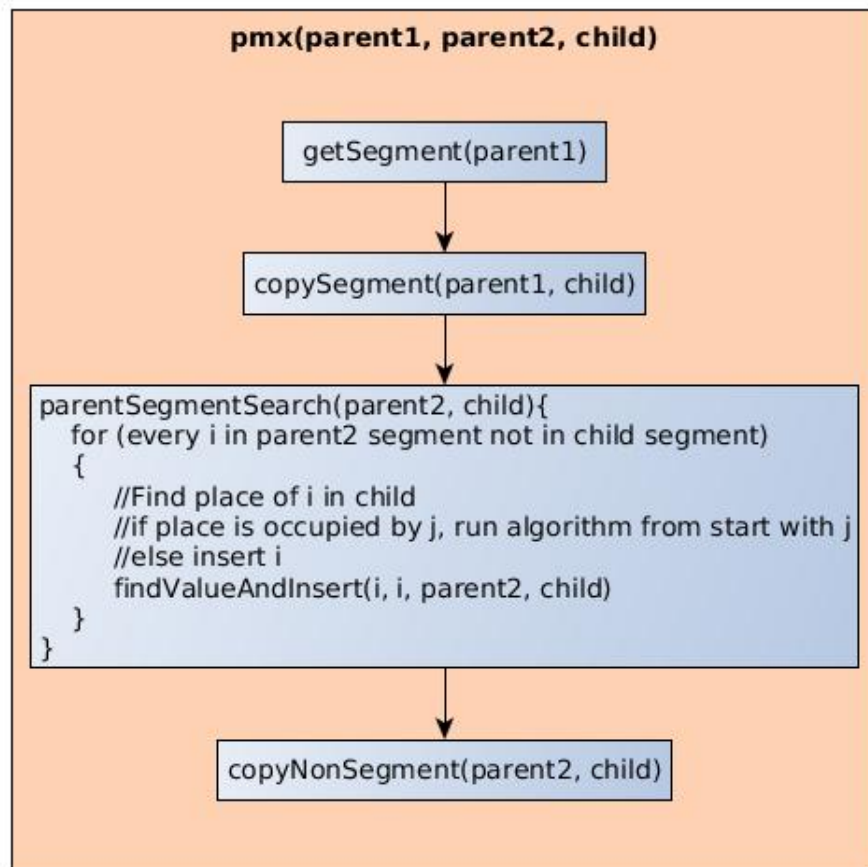 pmx(parent1, parent2, child)
getSegment(parent1)
copySegment(parent1, child)
parentSegmentSearch(parent2, child){
for (every i in parent2 segment not in child segment)
{
//Find place of i in child
//if place is occupied by j, run algorithm from start with j
//else insert i
findValueAndInsert(i, i, parent2, child)
}
}
copyNonSegment(parent2, child)